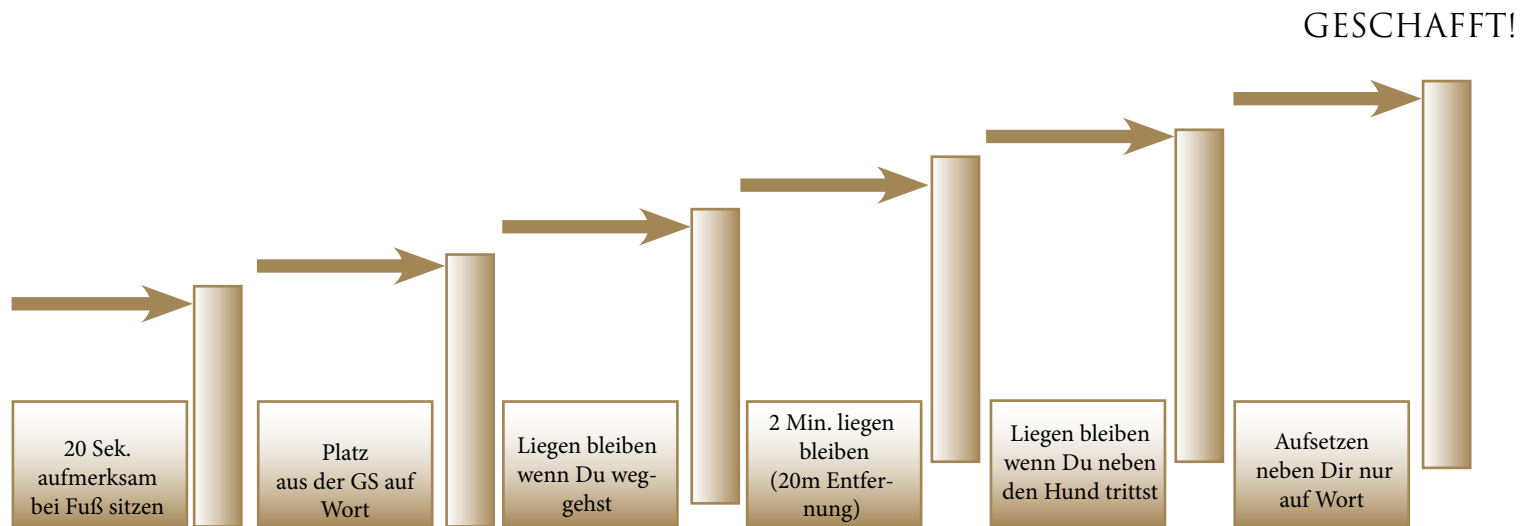 GESCHAFFT!
20 Sek.
aufmerksam
bei Fuß sitzen
Platz
aus der GS auf
Wort
Liegen bleiben
wenn Du weg-
gehst
2 Min. liegen
bleiben
(20m Entfer-
nung)
Liegen bleiben
wenn Du neben
den Hund trittst
Aufsetzen
neben Dir nur
auf Wort